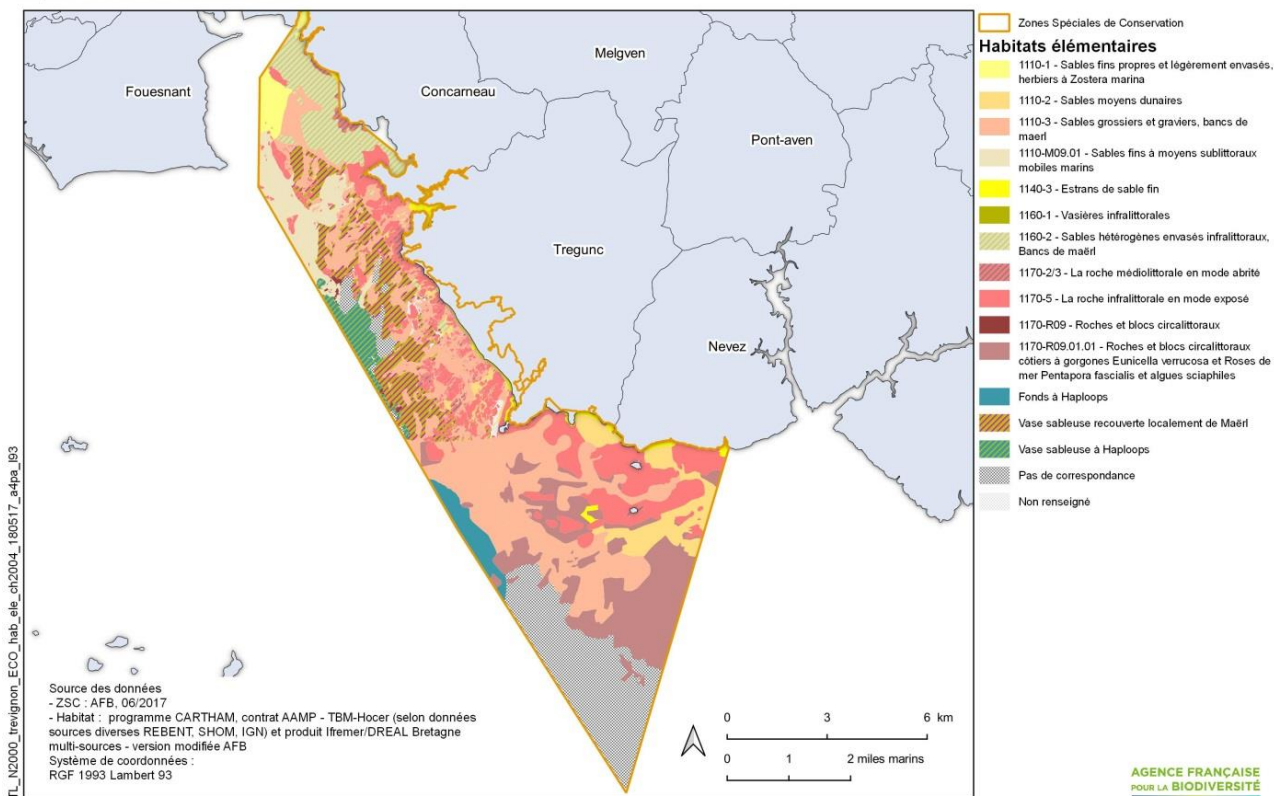 Fouesnant
Concarneau
Melgven
Pont-aven
Tregunc
Nevez
TL_N2000_trevignon_ECO_hab_ele_ch2004_180517_a4pa_l93
Source des données
- ZSC : AFB, 06/2017
- Habitat : programme CARTHAM, contrat AAMP - TBM-Hocer (selon données
sources diverses REBENT, SHOM, IGN) et produit Ifremer/DREAL Bretagne
multi-sources - version modifiée AFB
Système de coordonnées :
RGF 1993 Lambert 93
0 3 6 km
0 1 2 miles marins
Zones Spéciales de Conservation
Habitats élémentaires
1110-1 - Sables fins propres et légèrement envasés,
herbiers à Zostera marina
1110-2 - Sables moyens dunaires
1110-3 - Sables grossiers et graviers, bancs de
maerl
1110-M09.01 - Sables fins à moyens sublittoraux
mobiles marins
1140-3 - Estrans de sable fin
1160-1 - Vasières infralittorales
1160-2 - Sables hétérogènes envasés infralittoraux,
Bancs de maërl
1170-2/3 - La roche médiolittorale en mode abrité
1170-5 - La roche infralittorale en mode exposé
1170-R09 - Roches et blocs circalittoraux
1170-R09.01.01 - Roches et blocs circalittoraux
côtiers à gorgones Eunicella verrucosa et Roses de
mer Pentapora fascialis et algues sciaphiles
Fonds à Haploops
Vase sableuse recouverte localement de Maërl
Vase sableuse à Haploops
Pas de correspondance
Non renseigné
AGENCE FRANÇAISE
POUR LA BIODIVERSITÉ